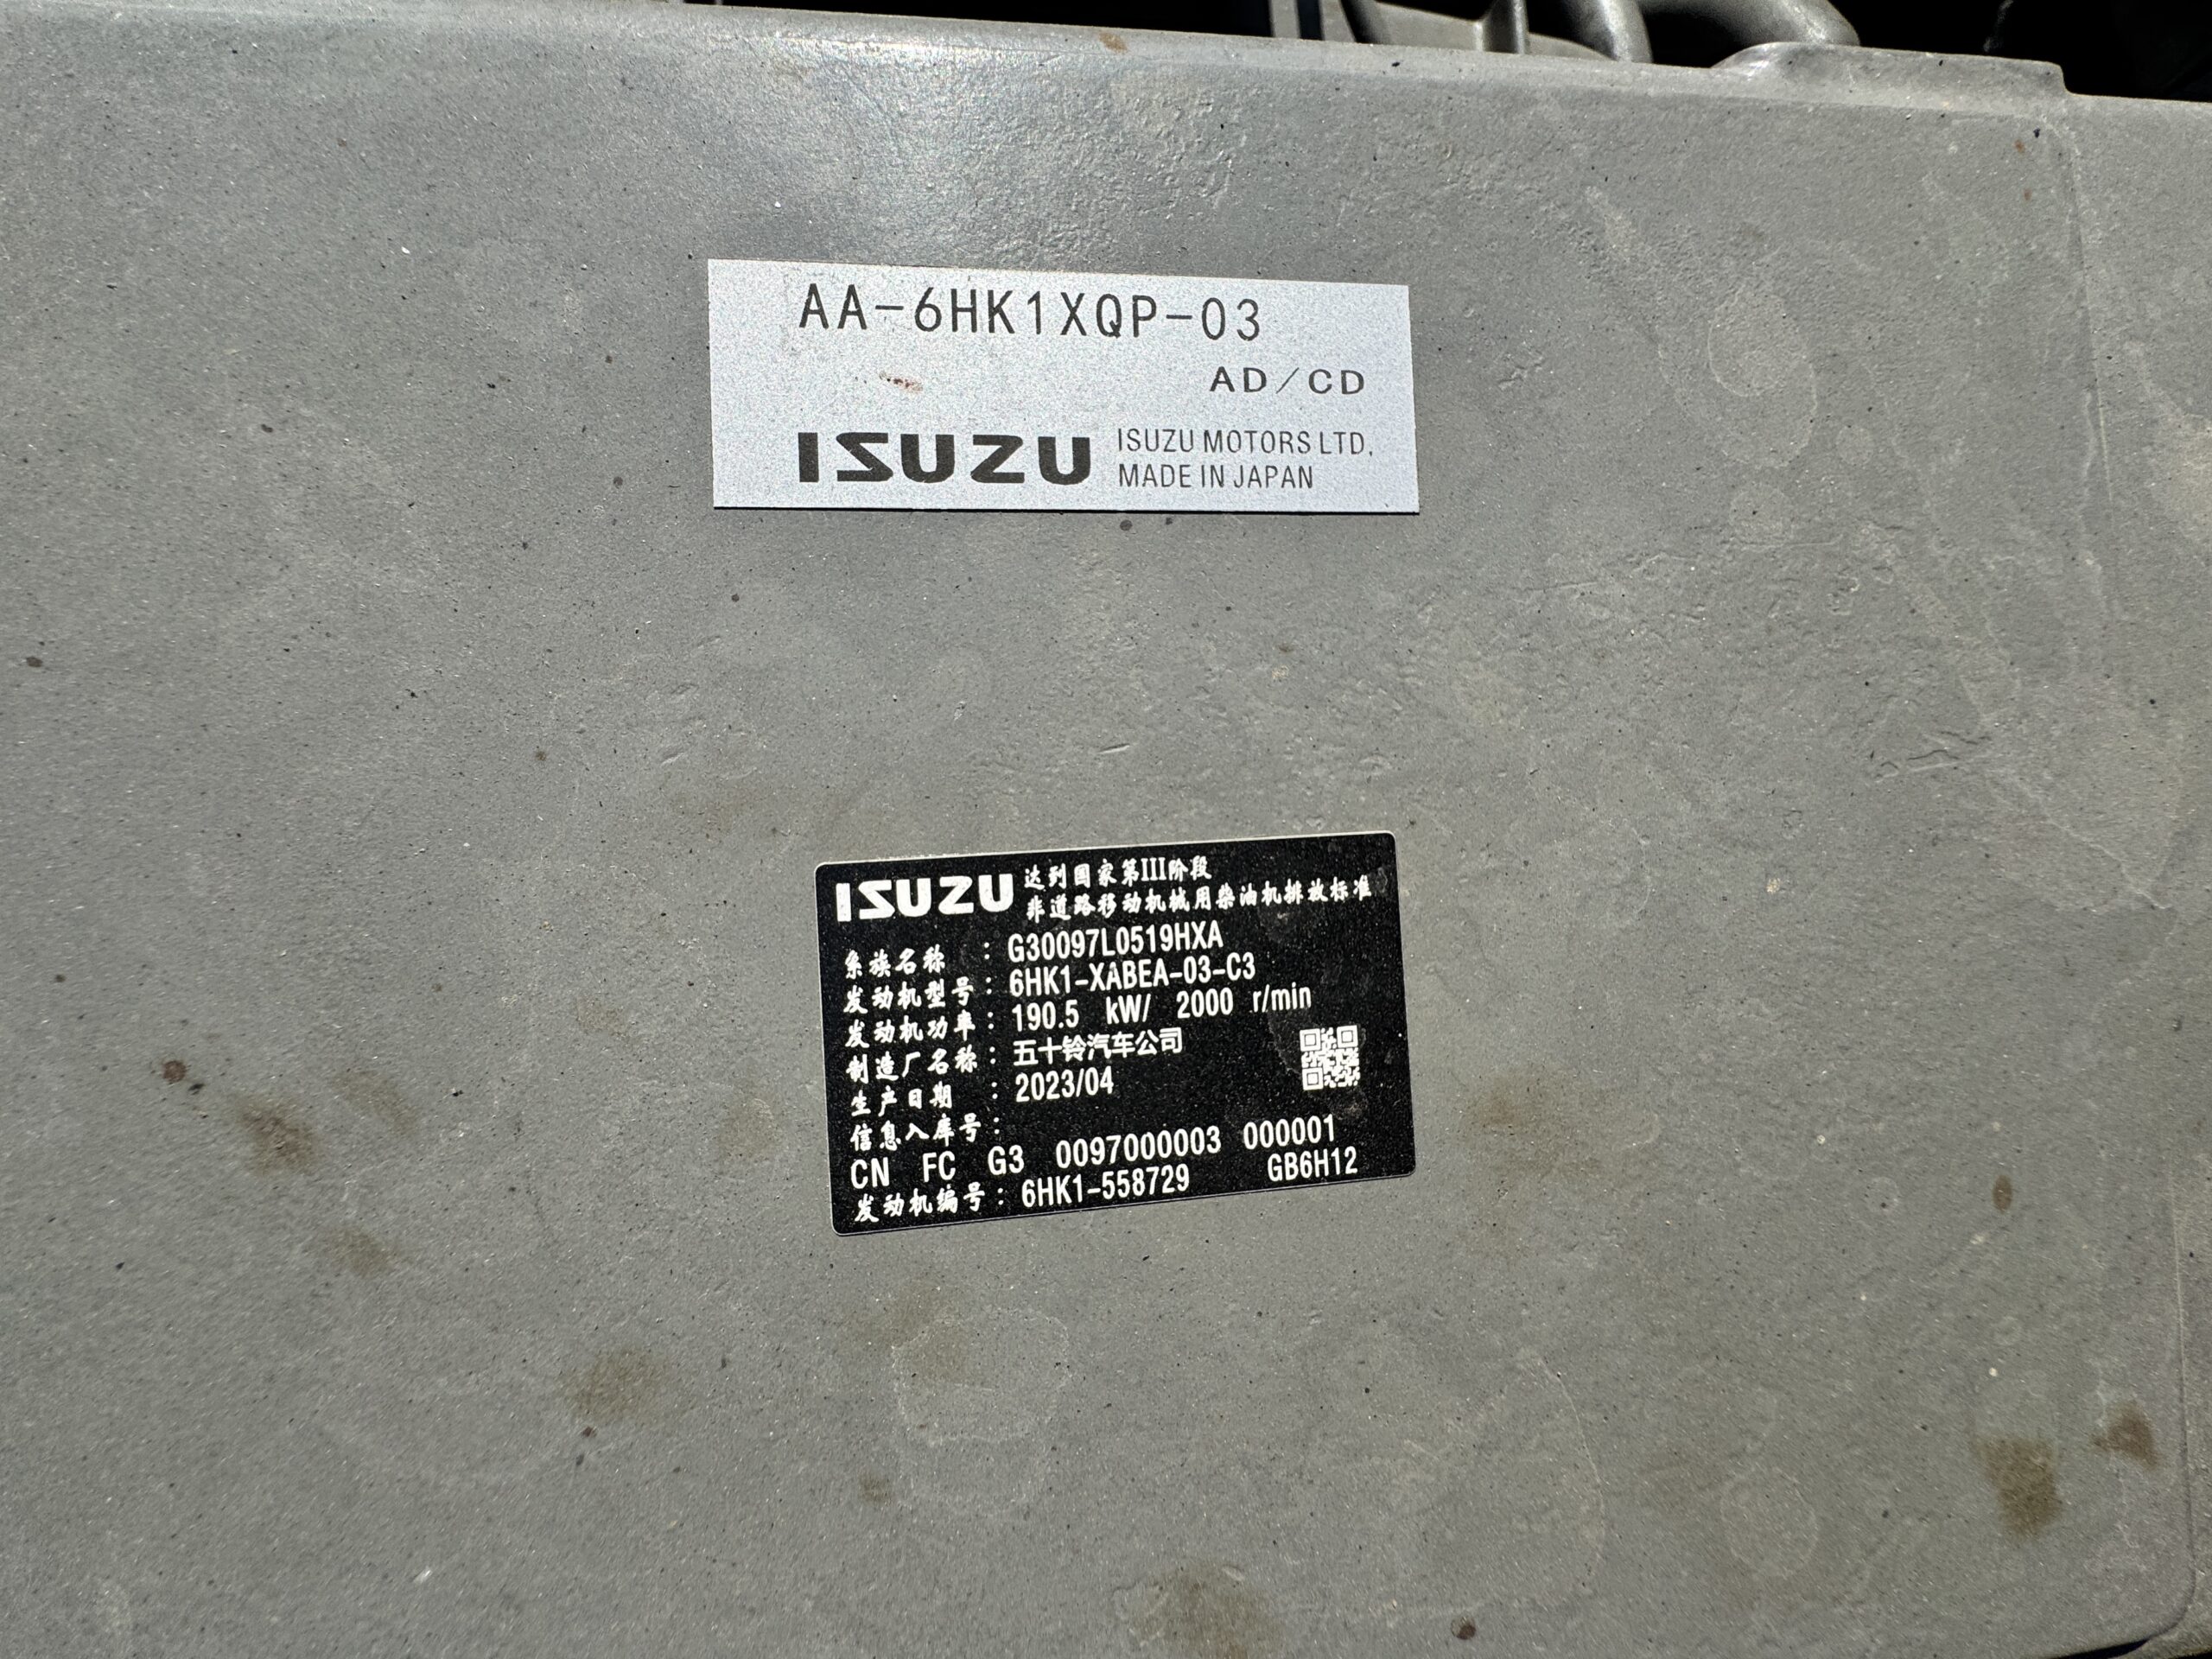 AA-6HK1XQP-03
AD/CD
ISUZU ISUZU MOTORS LTD.
MADE IN JAPAN
ISUZU 达到国家第III阶段
非道路移动机械用柴油机排放标准
系族名称 : G30097L0519HXA
发动机型号 : 6HK1-XABEA-03-C3
发动机功率 : 190.5 kW/ 2000 r/min
制造厂名称 : 五十铃汽车公司
生产日期 : 2023/04
信息入库号 :
CN FC G3 0097000003 000001
发动机编号 : 6HK1-558729 GB6H12